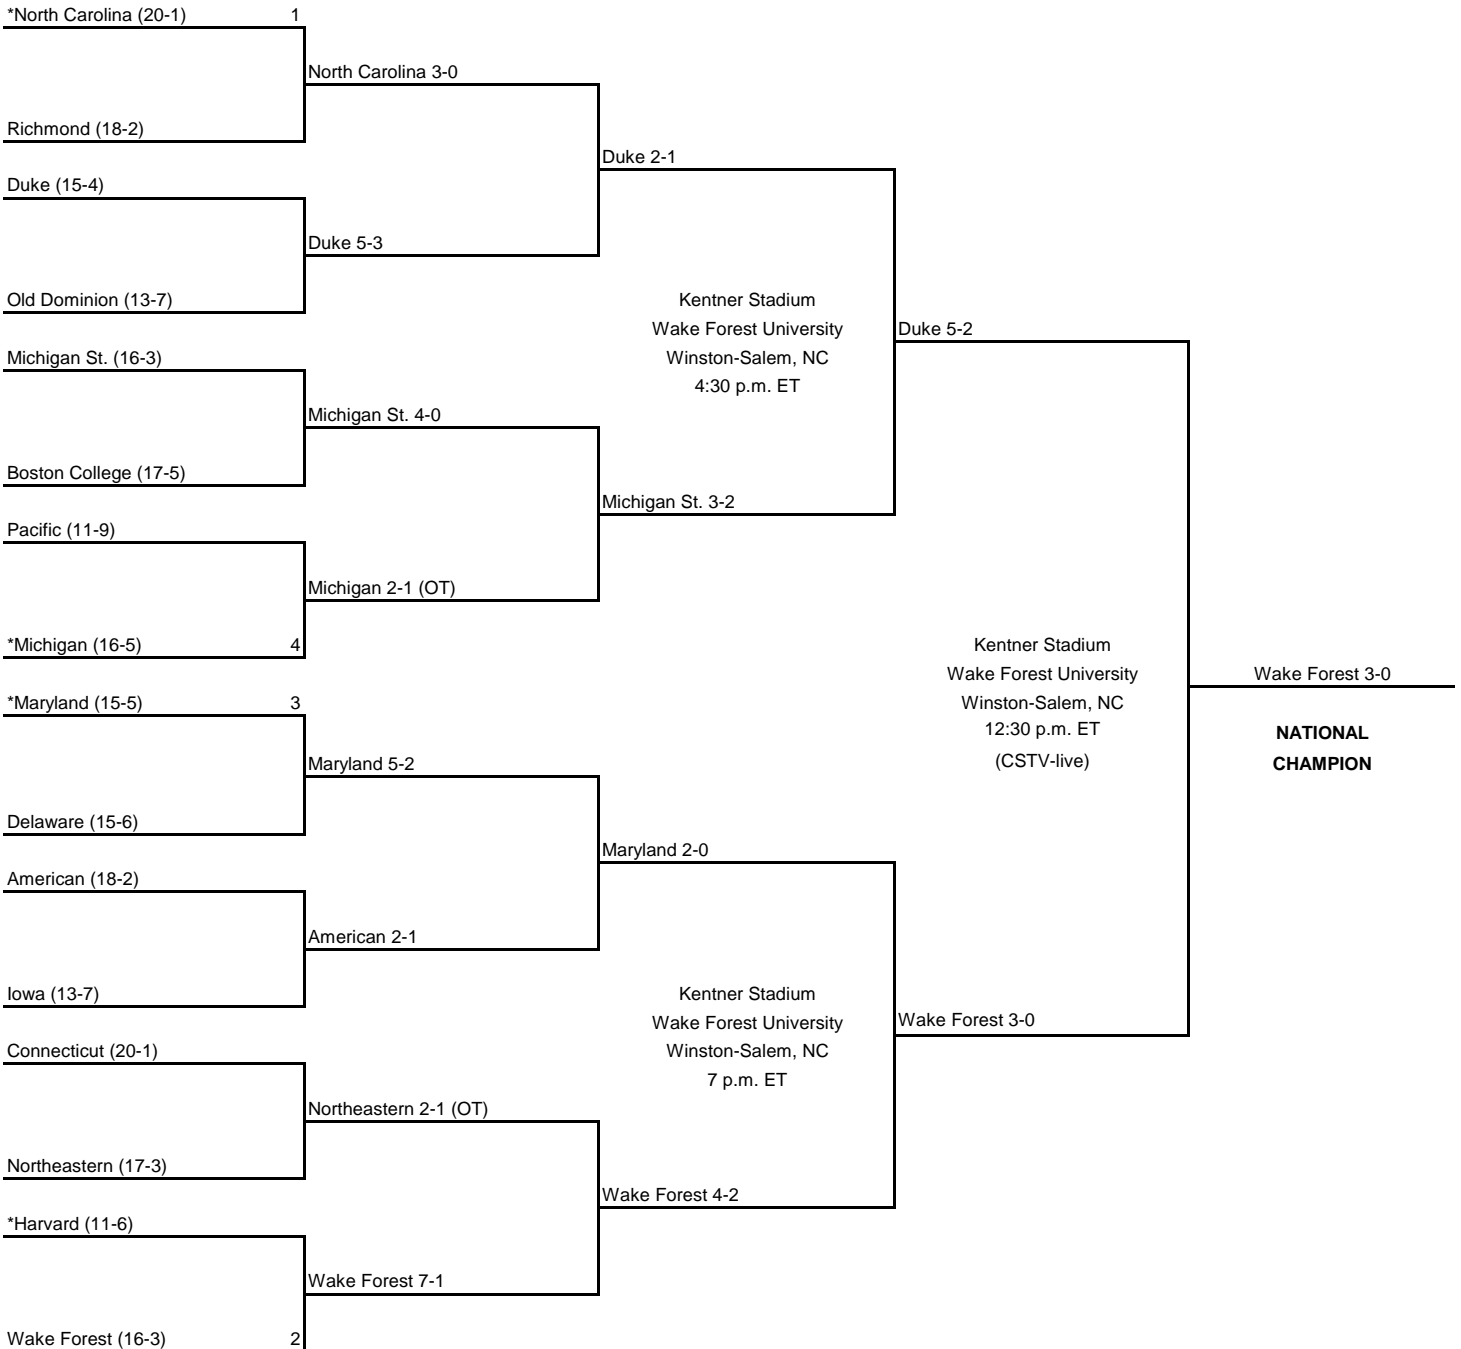 *North Carolina (20-1) 1
North Carolina 3-0
Richmond (18-2)
Duke 2-1
Duke (15-4)
Duke 5-3
Old Dominion (13-7)
Kentner Stadium
Wake Forest University
Winston-Salem, NC
4:30 p.m. ET
Duke 5-2
Michigan St. (16-3)
Michigan St. 4-0
Boston College (17-5)
Michigan St. 3-2
Pacific (11-9)
Michigan 2-1 (OT)
*Michigan (16-5) 4
Kentner Stadium
Wake Forest University
Winston-Salem, NC
12:30 p.m. ET
(CSTV-live)
Wake Forest 3-0
NATIONAL
CHAMPION
*Maryland (15-5) 3
Maryland 5-2
Delaware (15-6)
Maryland 2-0
American (18-2)
American 2-1
Iowa (13-7)
Kentner Stadium
Wake Forest University
Winston-Salem, NC
7 p.m. ET
Wake Forest 3-0
Connecticut (20-1)
Northeastern 2-1 (OT)
Northeastern (17-3)
Wake Forest 4-2
*Harvard (11-6)
Wake Forest 7-1
Wake Forest (16-3) 2